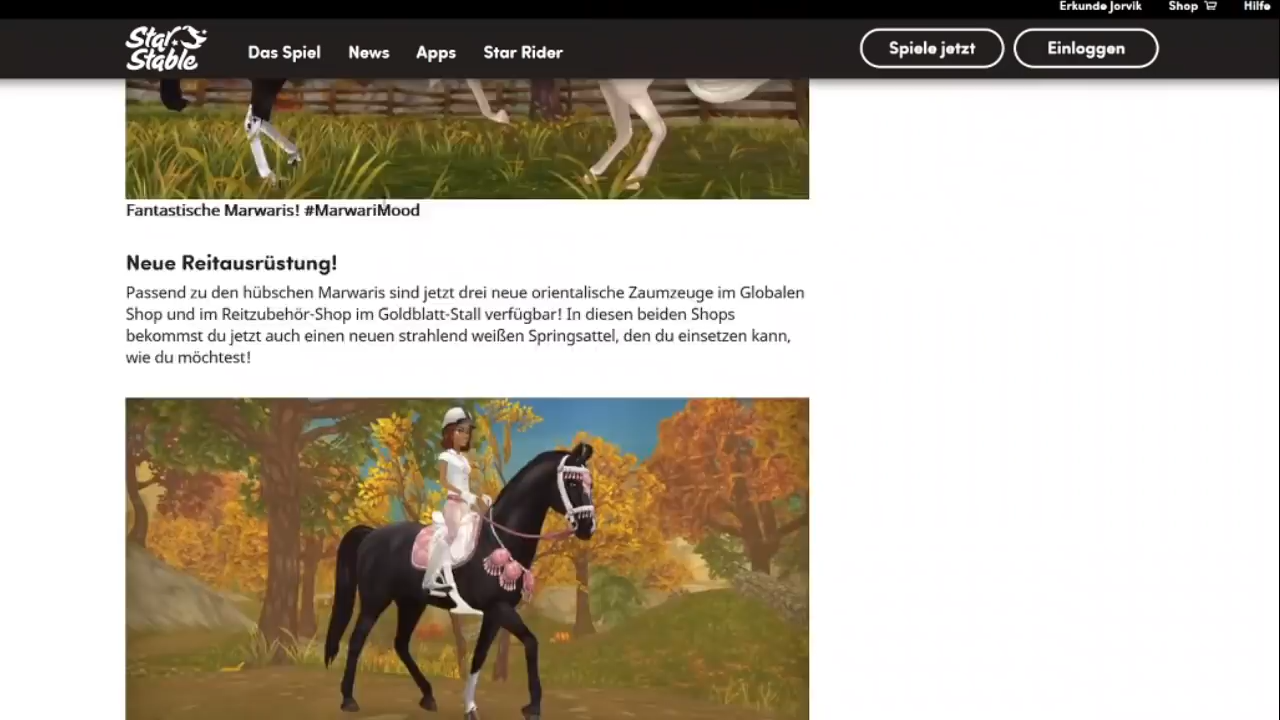 Erkunde Jorvik Shop Hilfe
Star Stable
Das Spiel News Apps Star Rider Spiele jetzt Einloggen
Fantastische Marwaris! #MarwariMood
Neue Reitausrüstung!
Passend zu den hübschen Marwaris sind jetzt drei neue orientalische Zaumzeuge im Globalen
Shop und im Reitzubehör-Shop im Goldblatt-Stall verfügbar! In diesen beiden Shops
bekommst du jetzt auch einen neuen strahlend weißen Springsattel, den du einsetzen kann,
wie du möchtest!